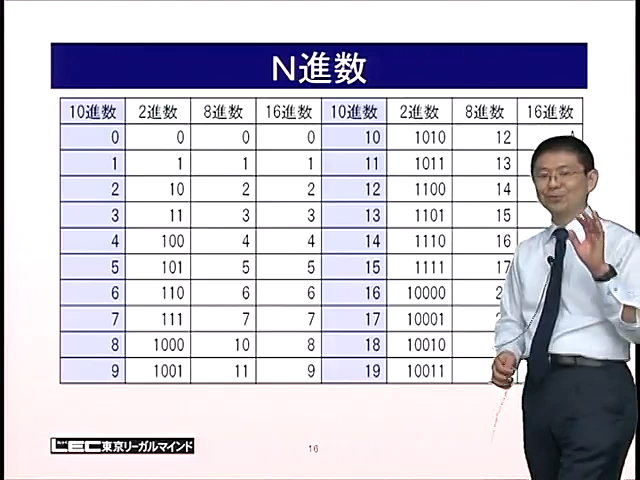 N進数
10進数 2進数 8進数 16進数 10進数 2進数 8進数 16進数
0 0 0 0 10 1010 12 A
1 1 1 1 11 1011 13
2 10 2 2 12 1100 14
3 11 3 3 13 1101 15
4 100 4 4 14 1110 16
5 101 5 5 15 1111 17
6 110 6 6 16 10000 2
7 111 7 7 17 10001
8 1000 10 8 18 10010
9 1001 11 9 19 10011
LEC東京リーガルマインド
16